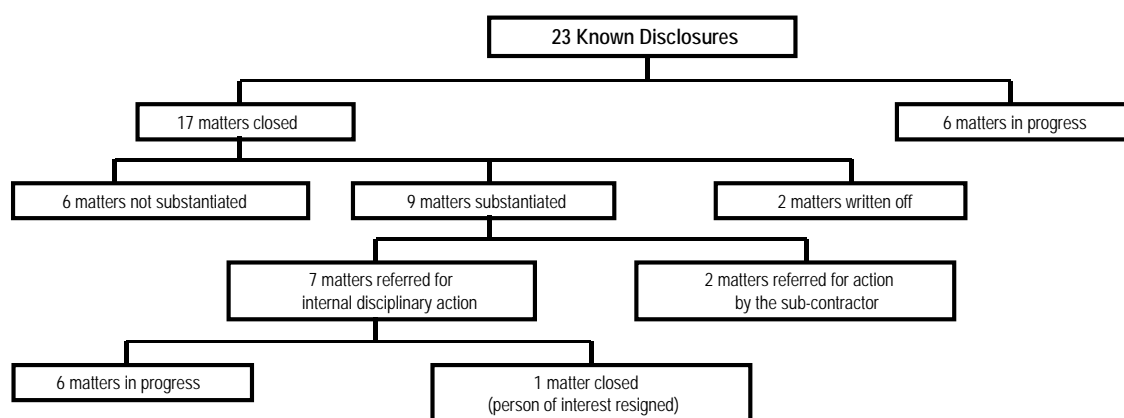 23 Known Disclosures
17 matters closed
6 matters in progress
6 matters not substantiated
9 matters substantiated
2 matters written off
7 matters referred for
internal disciplinary action
2 matters referred for action
by the sub-contractor
6 matters in progress
1 matter closed
(person of interest resigned)